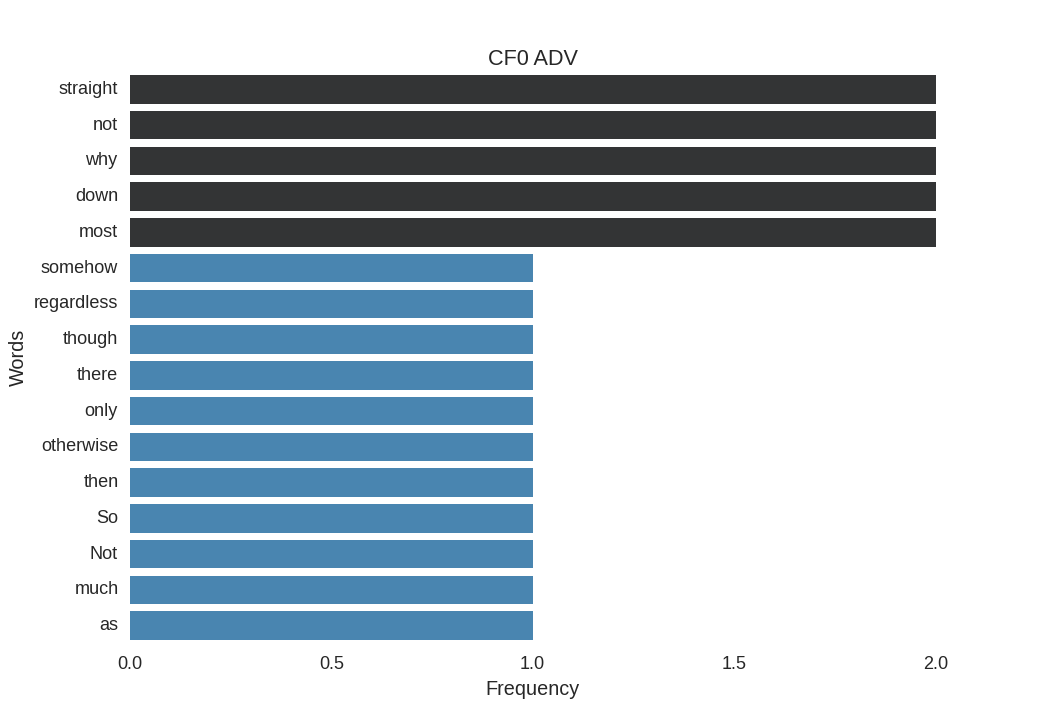 CF0 ADV
straight
not
why
down
most
somehow
regardless
though
there
only
otherwise
then
So
Not
much
as
Words
0.0 0.5 1.0 1.5 2.0
Frequency